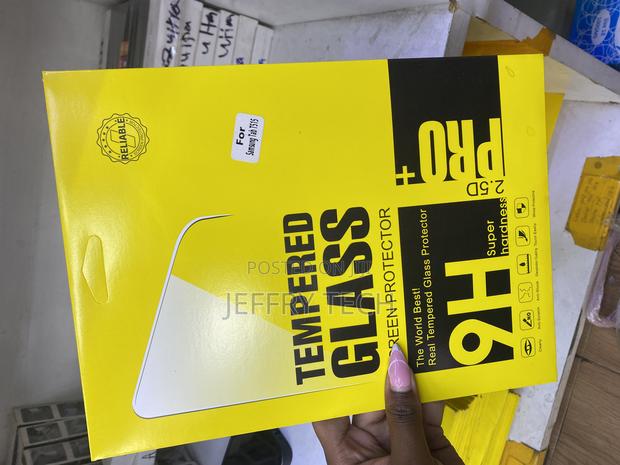 RELIABLE
For
Samsung Tab T515
PRO+
2.5D
TEMPERED
GLASS
SCREEN PROTECTOR
The World Best!
Real Tempered Glass Protector
9H
Super
hardness
POSTED ON
JEFFRY TECH